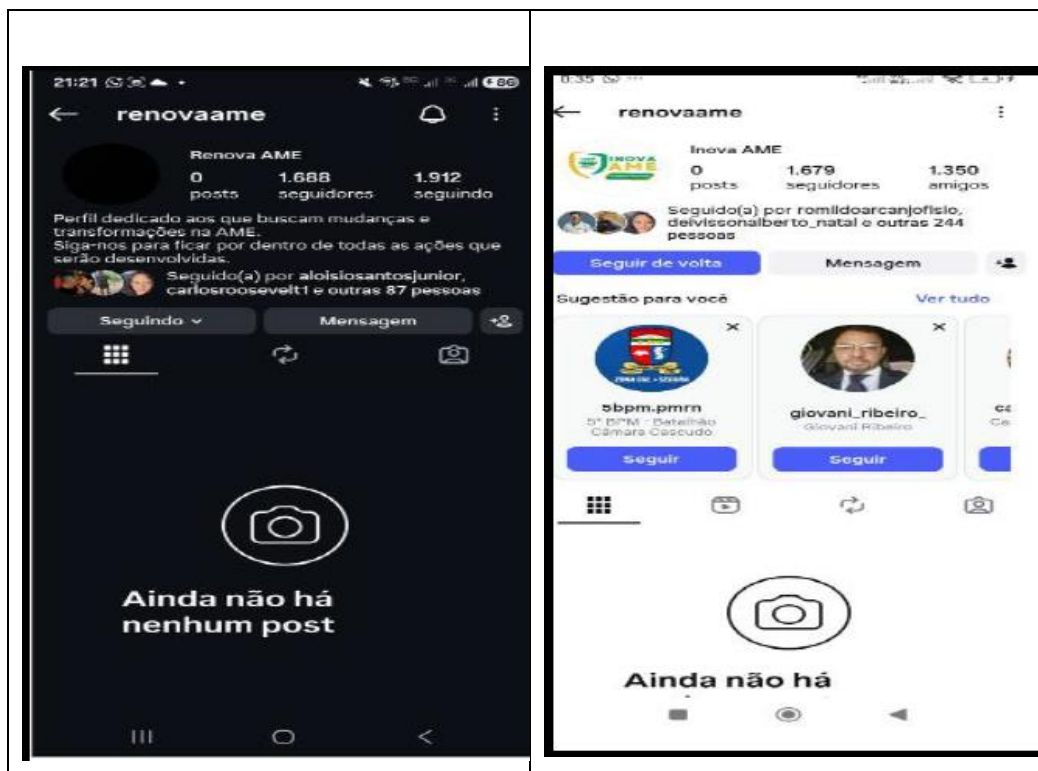 21:21
renovaame
Renova AME
0 1.688 1.912
posts seguidores seguindo
Perfil dedicado aos que buscam mudanças e
transformações na AME.
Siga-nos para ficar por dentro de todas as ações que
serão desenvolvidas.
Seguido(a) por aloisiosantosjunior,
carlosroosevelt1 e outras 87 pessoas
Seguindo
Mensagem
Ainda não há
nenhum post
0:35
renovaame
INOVA
AME
Inova AME
0 1.679 1.350
posts seguidores amigos
Seguido(a) por romildoarcanjofisio,
deivissonalberto_natal e outras 244
pessoas
Seguir de volta
Mensagem
Sugestão para você
Ver tudo
5bpm.pmrn
5° BPM - Batalhão
Câmara Cascudo
Seguir
giovani_ribeiro_
Giovani Ribeiro
Seguir
Ainda não há